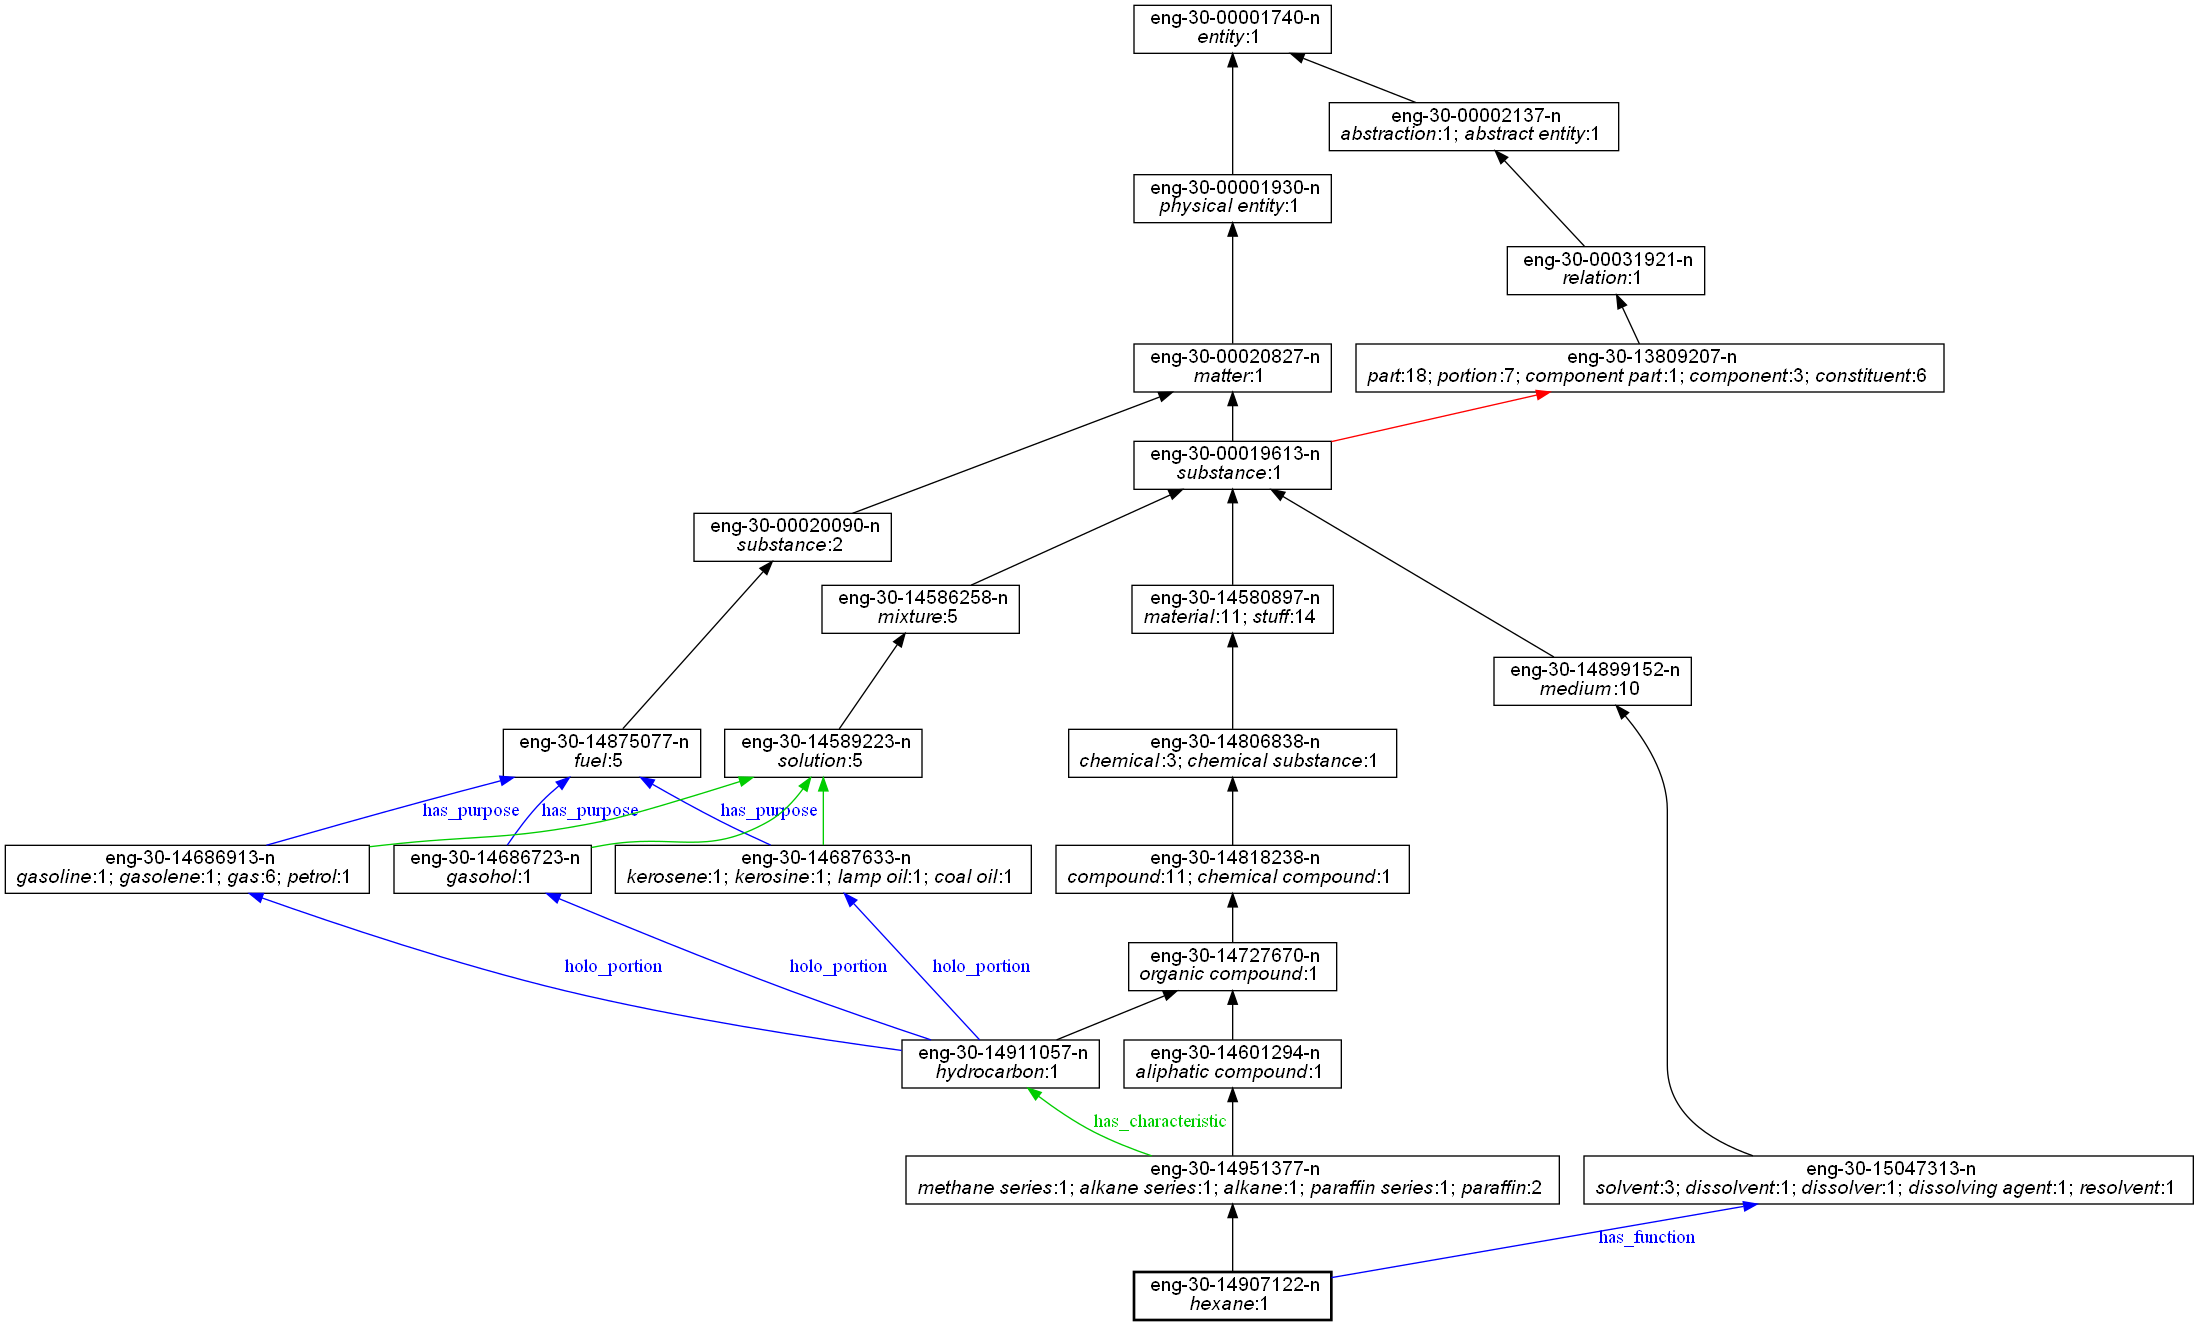 eng-30-00001740-n
entity:1
eng-30-00002137-n
abstraction:1; abstract entity:1
eng-30-00001930-n
physical entity:1
eng-30-00031921-n
relation:1
eng-30-00020827-n
matter:1
eng-30-13809207-n
part:18; portion:7; component part:1; component:3; constituent:6
eng-30-00019613-n
substance:1
eng-30-00020090-n
substance:2
eng-30-14586258-n
mixture:5
eng-30-14580897-n
material:11; stuff:14
eng-30-14899152-n
medium:10
eng-30-14875077-n
fuel:5
eng-30-14589223-n
solution:5
eng-30-14806838-n
chemical:3; chemical substance:1
has_purpose
has_purpose
has_purpose
eng-30-14686913-n
gasoline:1; gasolene:1; gas:6; petrol:1
eng-30-14686723-n
gasohol:1
eng-30-14687633-n
kerosene:1; kerosine:1; lamp oil:1; coal oil:1
eng-30-14818238-n
compound:11; chemical compound:1
holo_portion
holo_portion
holo_portion
eng-30-14727670-n
organic compound:1
eng-30-14911057-n
hydrocarbon:1
eng-30-14601294-n
aliphatic compound:1
has_characteristic
eng-30-14951377-n
methane series:1; alkane series:1; alkane:1; paraffin series:1; paraffin:2
eng-30-15047313-n
solvent:3; dissolvent:1; dissolver:1; dissolving agent:1; resolvent:1
has_function
eng-30-14907122-n
hexane:1